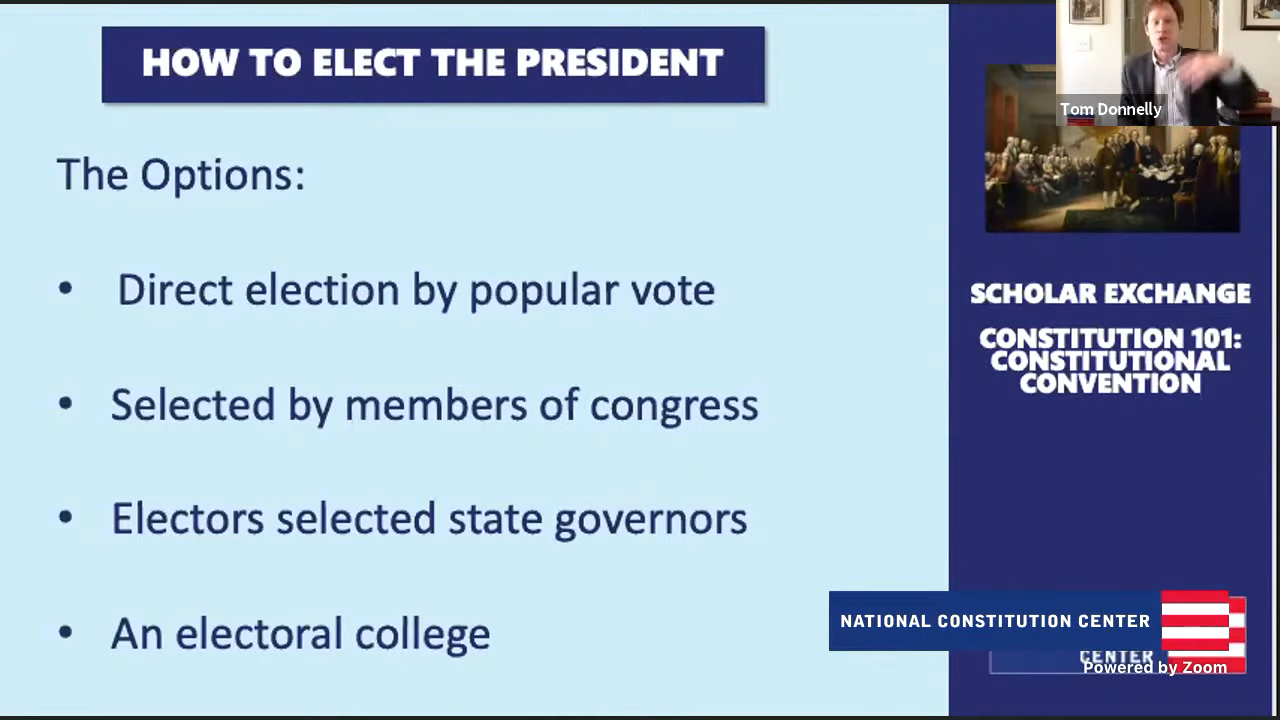 HOW TO ELECT THE PRESIDENT
The Options:
• Direct election by popular vote
• Selected by members of congress
• Electors selected state governors
• An electoral college
Tom Donnelly
SCHOLAR EXCHANGE
CONSTITUTION 101:
CONSTITUTIONAL
CONVENTION
NATIONAL CONSTITUTION CENTER
CENTER
Powered by Zoom